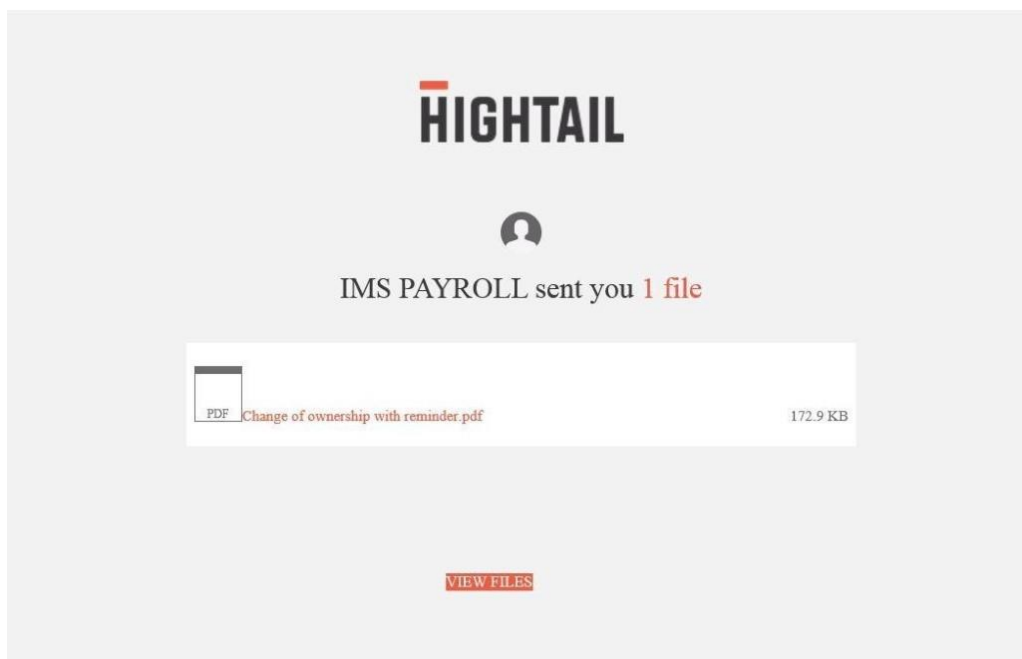 HIGHTAIL
IMS PAYROLL sent you 1 file
PDF Change of ownership with reminder.pdf 172.9 KB
VIEW FILES